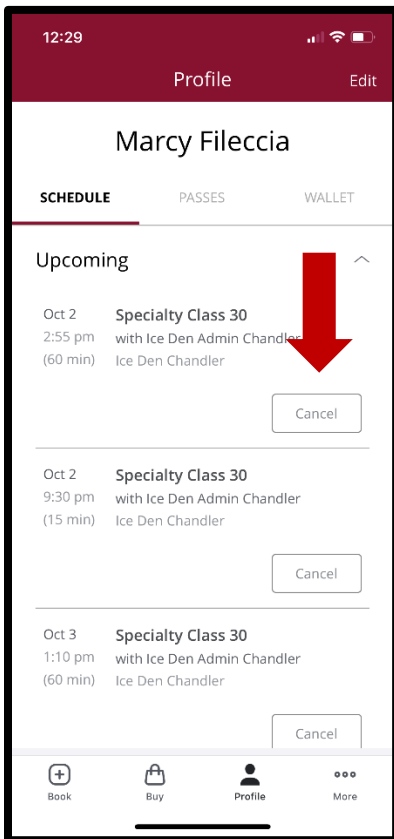 12:29
Profile
Edit
Marcy Fileccia
SCHEDULE PASSES WALLET
Upcoming
Oct 2 Specialty Class 30
2:55 pm with Ice Den Admin Chandler
(60 min) Ice Den Chandler
Cancel
Oct 2 Specialty Class 30
9:30 pm with Ice Den Admin Chandler
(15 min) Ice Den Chandler
Cancel
Oct 3 Specialty Class 30
1:10 pm with Ice Den Admin Chandler
(60 min) Ice Den Chandler
Cancel
Book Buy Profile More